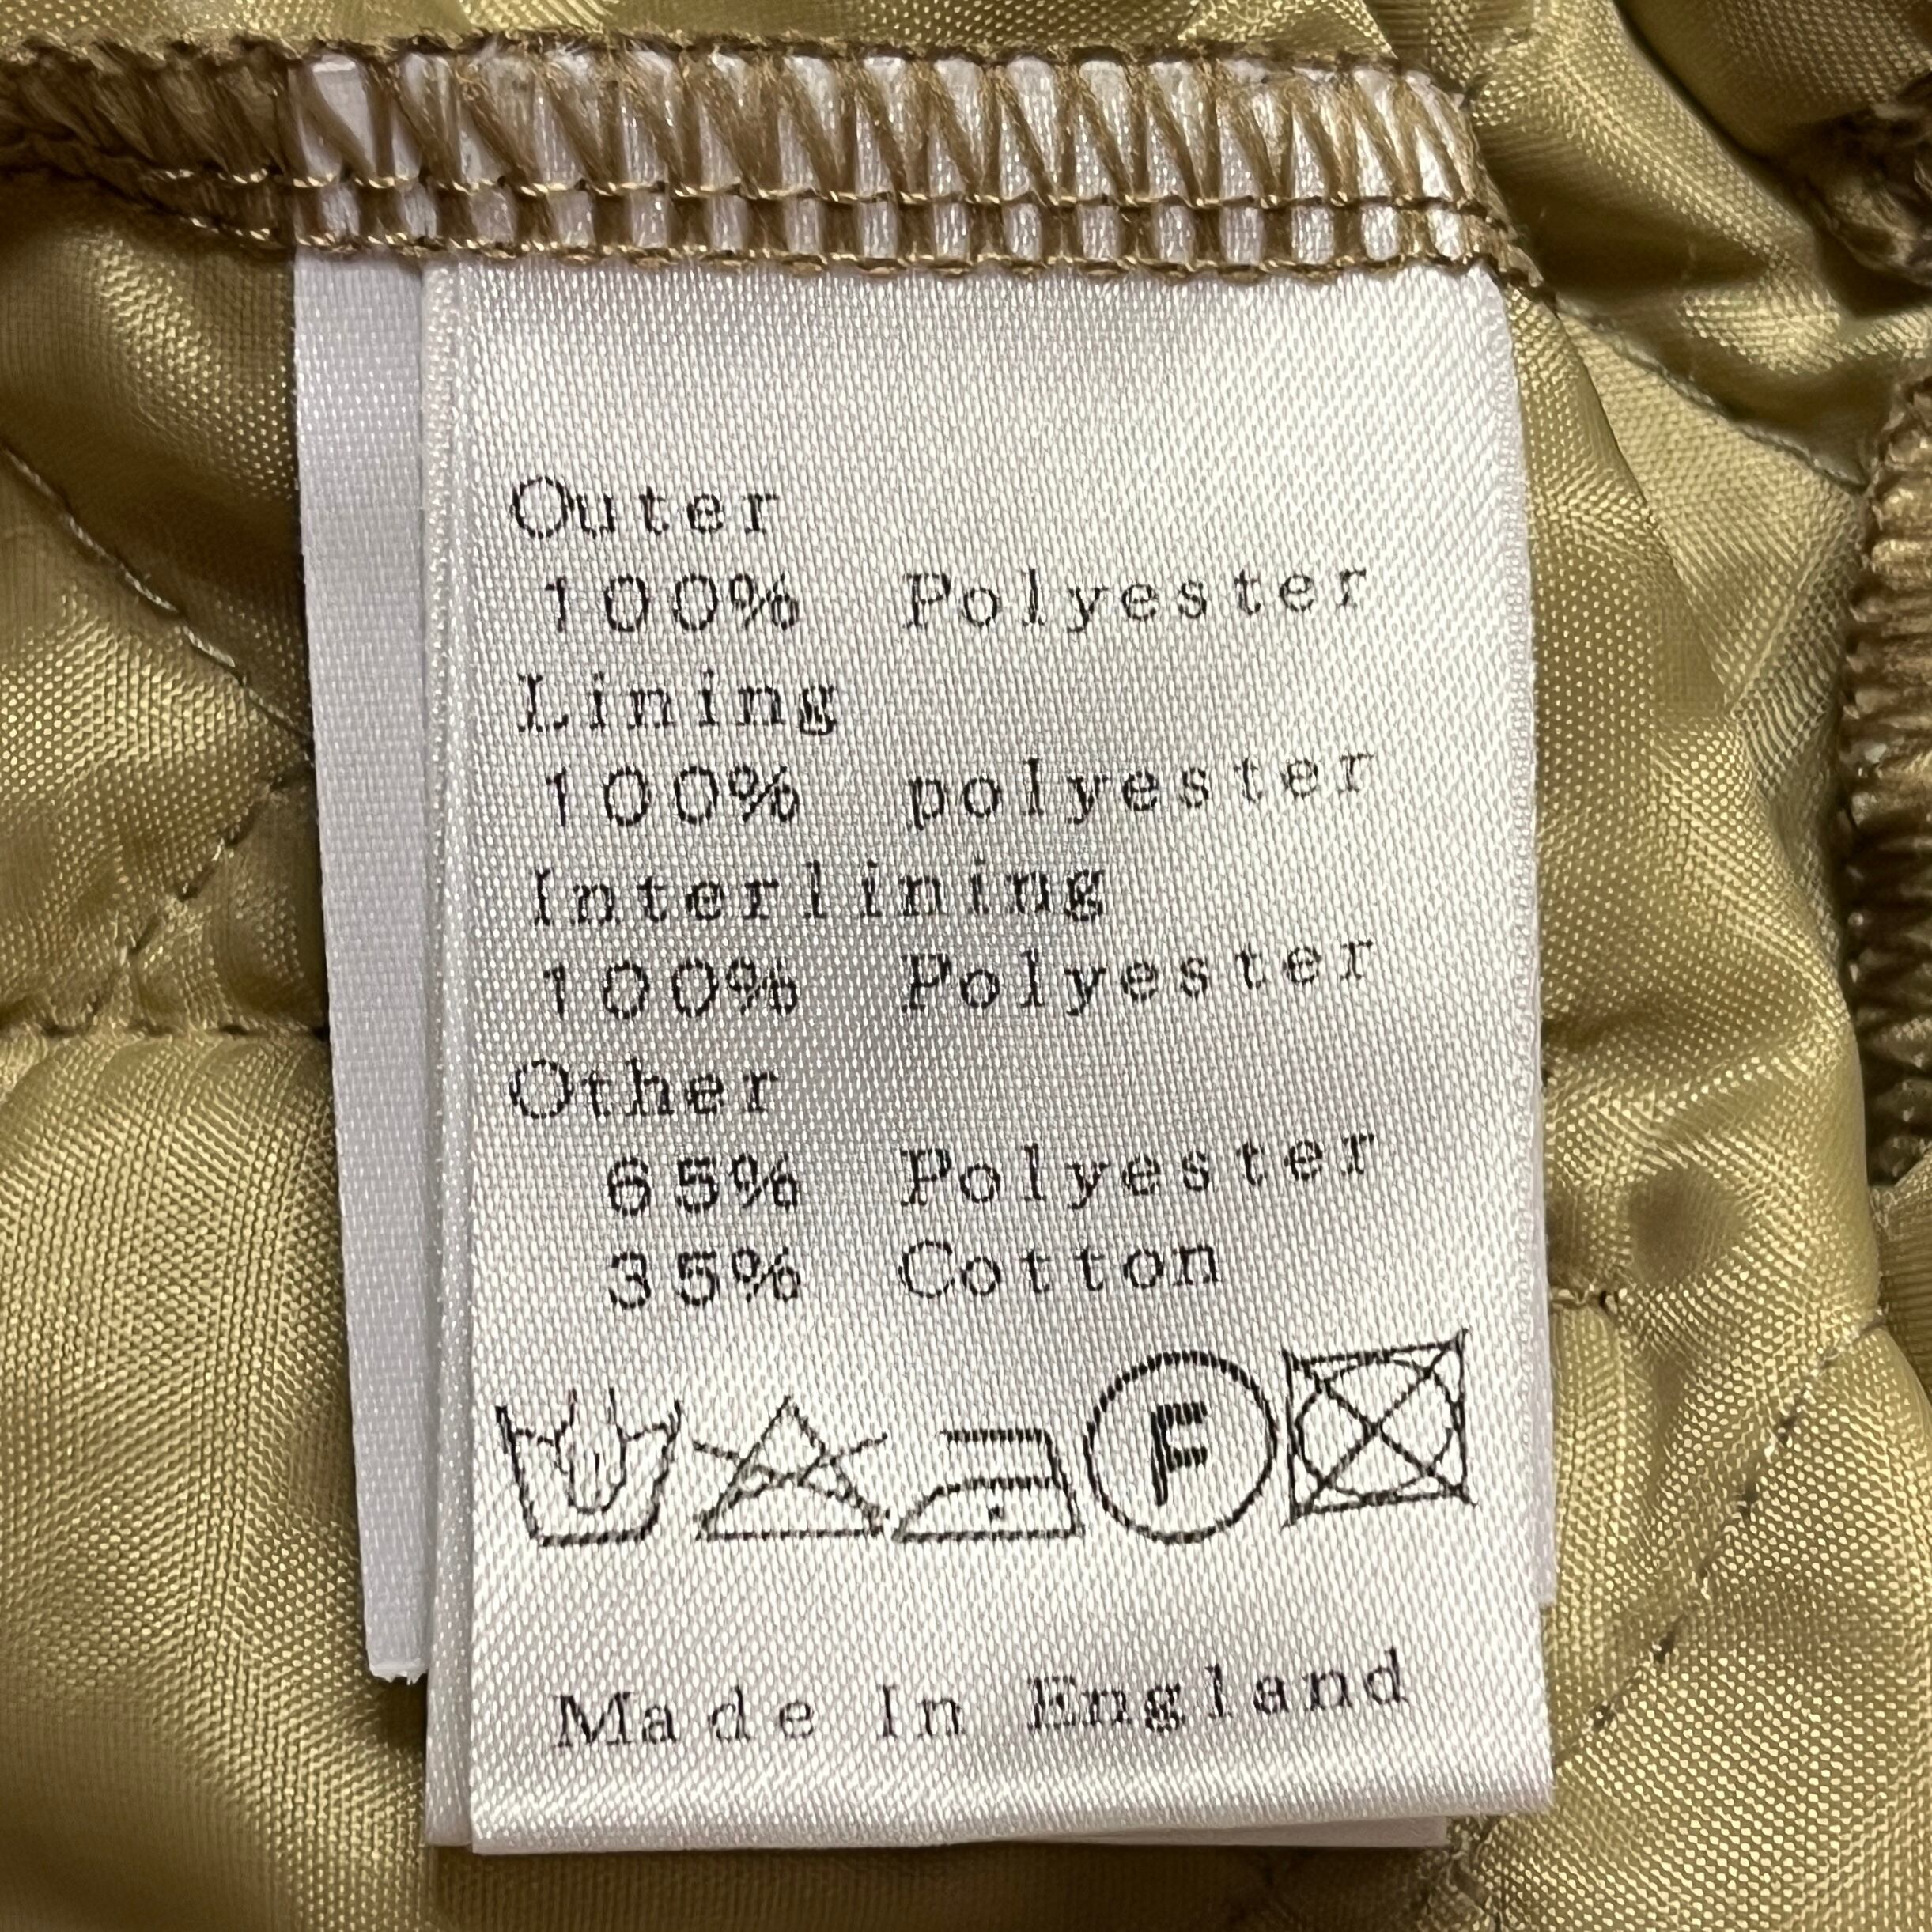 Outer
100% Polyester
Lining
100% polyester
Interlining
100% Polyester
Other
65% Polyester
35% Cotton
F
Made In England